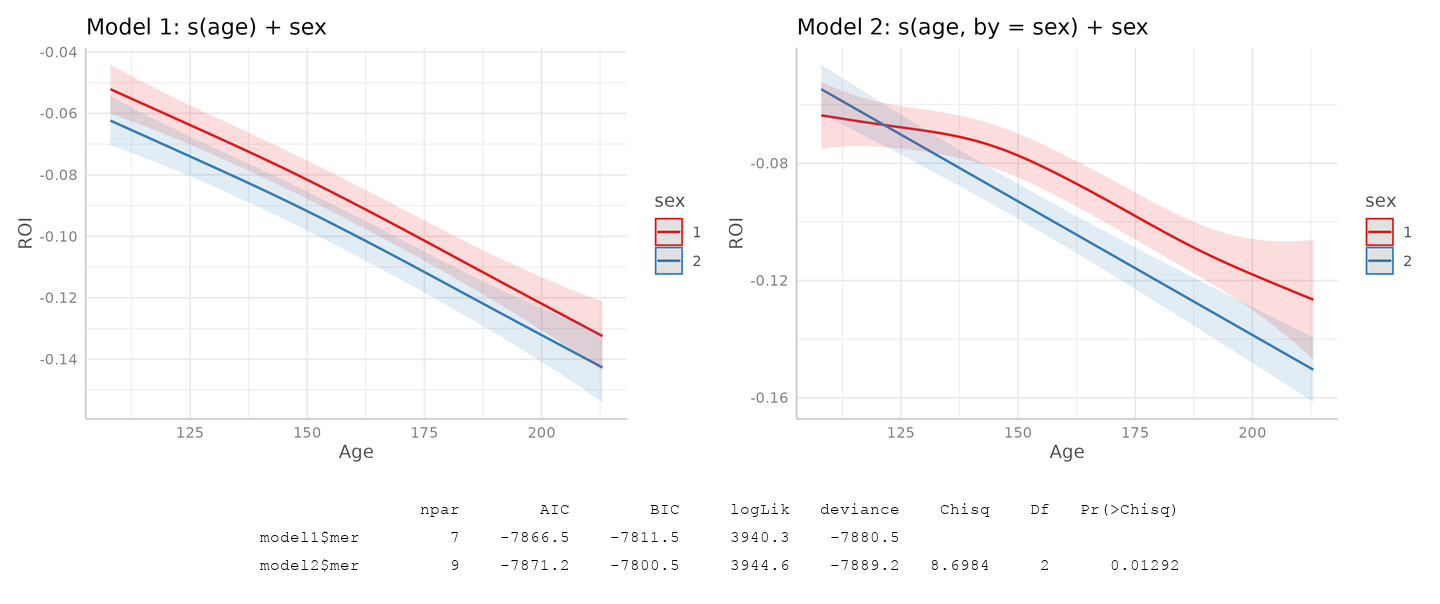 Model 1: s(age) + sex
-0.04
-0.06
-0.08
-0.10
-0.12
-0.14
ROI
125 150 175 200
Age
sex
1
2
Model 2: s(age, by = sex) + sex
-0.08
-0.12
-0.16
ROI
125 150 175 200
Age
sex
1
2
npar AIC BIC logLik deviance Chisq Df Pr(>Chisq)
model1$mer 7 -7866.5 -7811.5 3940.3 -7880.5
model2$mer 9 -7871.2 -7800.5 3944.6 -7889.2 8.6984 2 0.01292